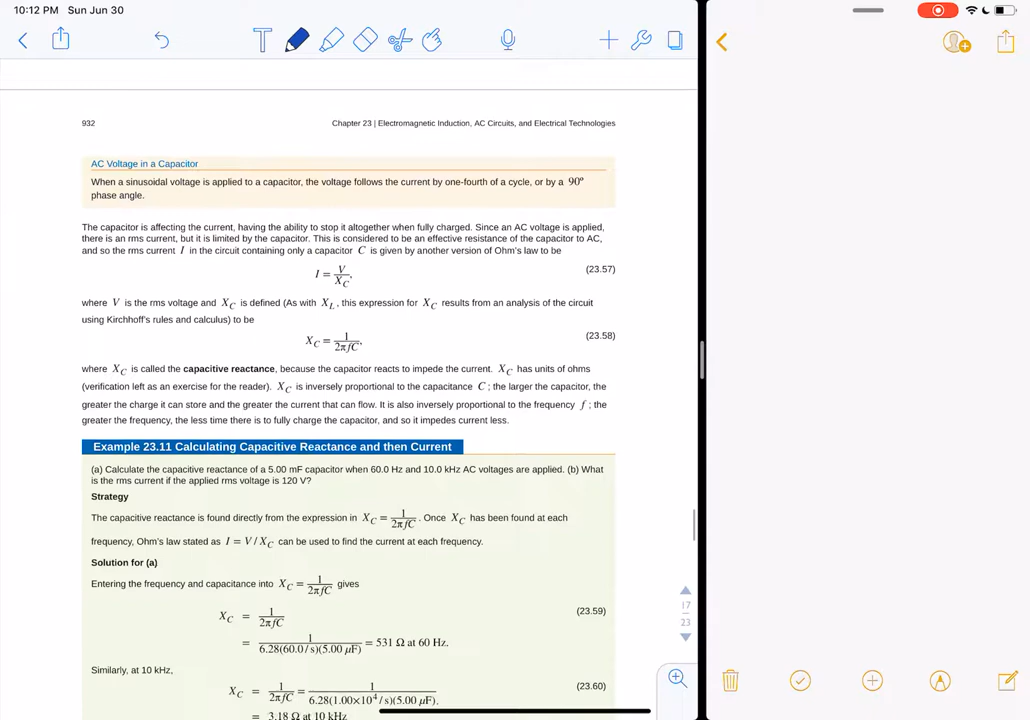 10:12 PM Sun Jun 30
932 Chapter 23 | Electromagnetic Induction, AC Circuits, and Electrical Technologies
AC Voltage in a Capacitor
When a sinusoidal voltage is applied to a capacitor, the voltage follows the current by one-fourth of a cycle, or by a 90º
phase angle.
The capacitor is affecting the current, having the ability to stop it altogether when fully charged. Since an AC voltage is applied,
there is an rms current, but it is limited by the capacitor. This is considered to be an effective resistance of the capacitor to AC,
and so the rms current I in the circuit containing only a capacitor C is given by another version of Ohm's law to be
I = V/X_C, (23.57)
where V is the rms voltage and X_C is defined (As with X_L, this expression for X_C results from an analysis of the circuit
using Kirchhoff's rules and calculus) to be
X_C = 1/2πfC, (23.58)
where X_C is called the capacitive reactance, because the capacitor reacts to impede the current. X_C has units of ohms
(verification left as an exercise for the reader). X_C is inversely proportional to the capacitance C ; the larger the capacitor, the
greater the charge it can store and the greater the current that can flow. It is also inversely proportional to the frequency f ; the
greater the frequency, the less time there is to fully charge the capacitor, and so it impedes current less.
Example 23.11 Calculating Capacitive Reactance and then Current
(a) Calculate the capacitive reactance of a 5.00 mF capacitor when 60.0 Hz and 10.0 kHz AC voltages are applied. (b) What
is the rms current if the applied rms voltage is 120 V?
Strategy
The capacitive reactance is found directly from the expression in X_C = 1/2πfC . Once X_C has been found at each
frequency, Ohm's law stated as I = V / X_C can be used to find the current at each frequency.
Solution for (a)
Entering the frequency and capacitance into X_C = 1/2πfC gives
X_C = 1/2πfC (23.59)
= 1/6.28(60.0 / s)(5.00 μF) = 531 Ω at 60 Hz.
Similarly, at 10 kHz,
X_C = 1/2πfC = 1/6.28(1.00×10⁴ / s)(5.00 μF). (23.60)
= 3.18 Ω at 10 kHz
17
23